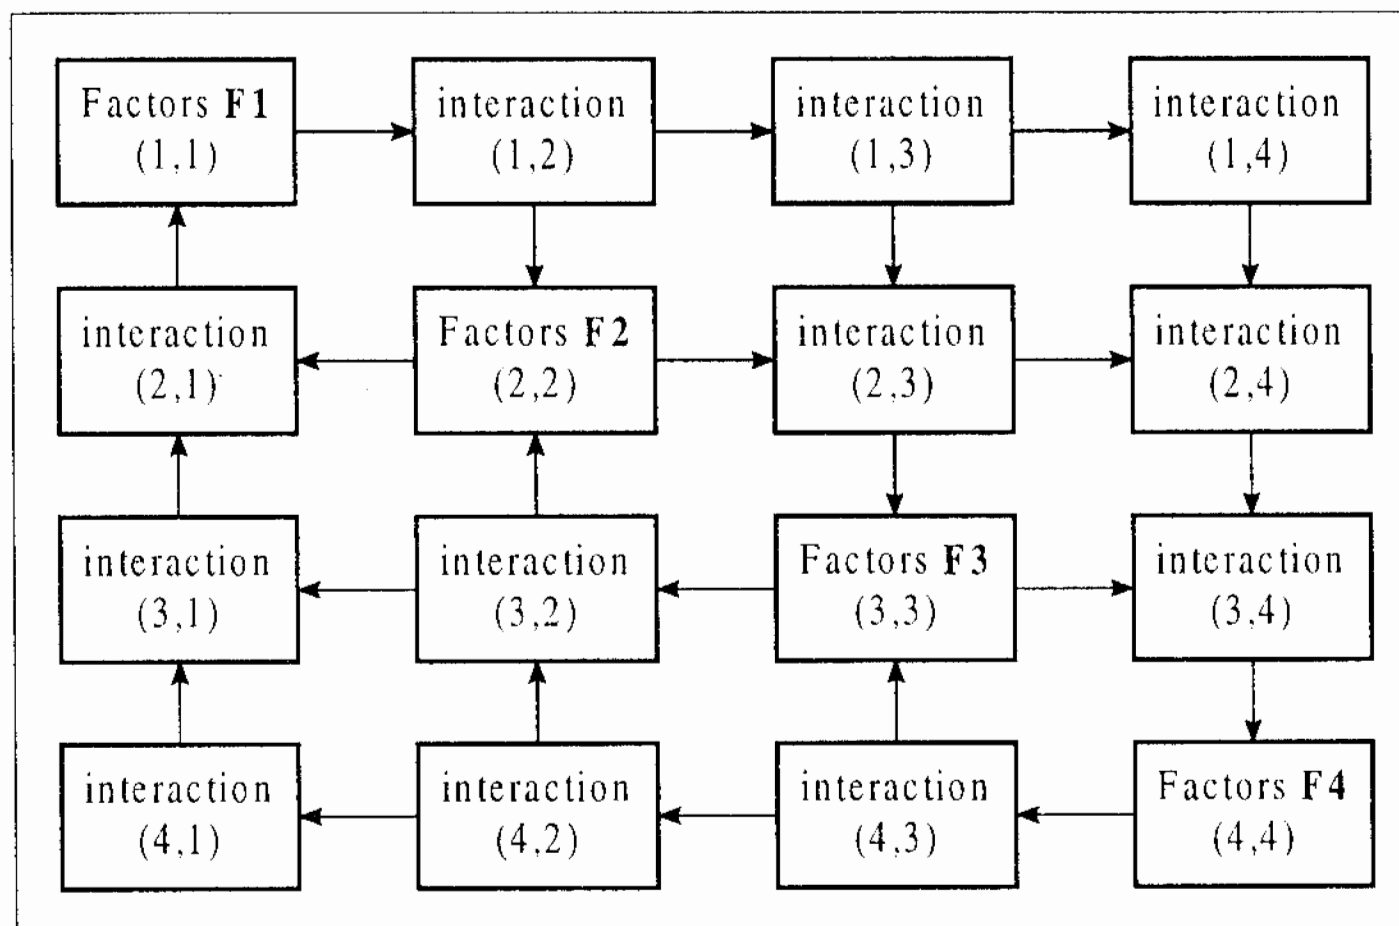 Factors F1
(1,1)
interaction
(1,2)
interaction
(1,3)
interaction
(1,4)
interaction
(2,1)
Factors F2
(2,2)
interaction
(2,3)
interaction
(2,4)
interaction
(3,1)
interaction
(3,2)
Factors F3
(3,3)
interaction
(3,4)
interaction
(4,1)
interaction
(4,2)
interaction
(4,3)
Factors F4
(4,4)